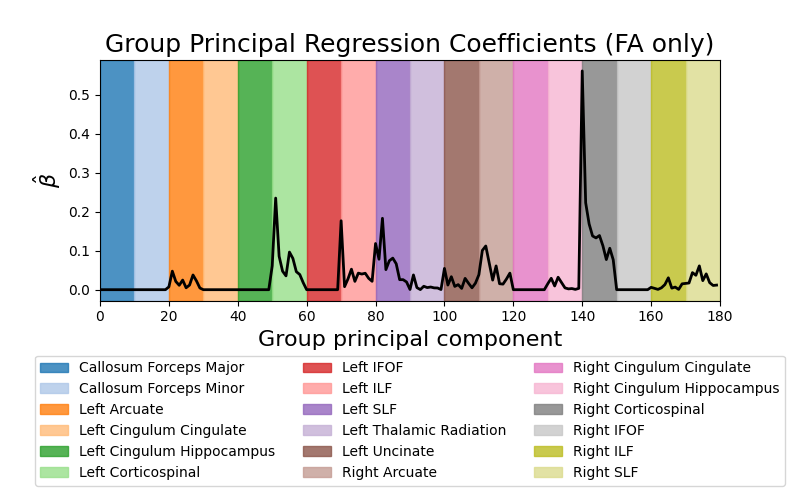 Group Principal Regression Coefficients (FA only)
0.5
0.4
0.3
0.2
0.1
0.0
β̂
0 20 40 60 80 100 120 140 160 180
Group principal component
Callosum Forceps Major
Callosum Forceps Minor
Left Arcuate
Left Cingulum Cingulate
Left Cingulum Hippocampus
Left Corticospinal
Left IFOF
Left ILF
Left SLF
Left Thalamic Radiation
Left Uncinate
Right Arcuate
Right Cingulum Cingulate
Right Cingulum Hippocampus
Right Corticospinal
Right IFOF
Right ILF
Right SLF